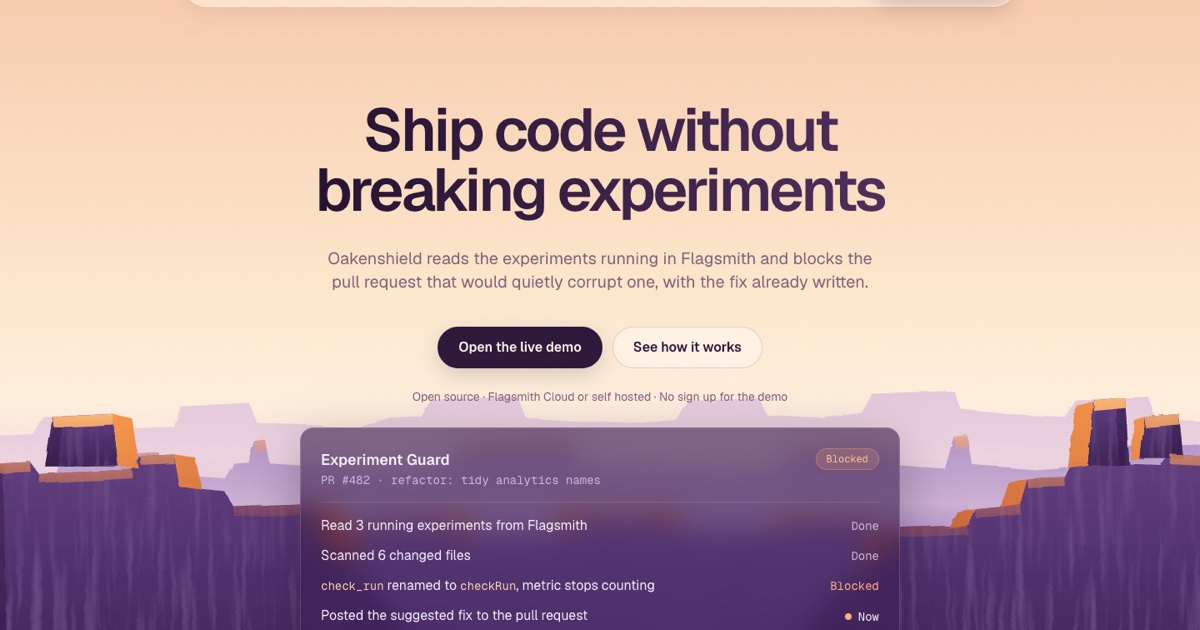 Ship code without
breaking experiments
Oakenshield reads the experiments running in Flagsmith and blocks the
pull request that would quietly corrupt one, with the fix already written.
Open the live demo
See how it works
Open source · Flagsmith Cloud or self hosted · No sign up for the demo
Experiment Guard
Blocked
PR #482 · refactor: tidy analytics names
Read 3 running experiments from Flagsmith
Done
Scanned 6 changed files
Done
check_run renamed to checkRun, metric stops counting
Blocked
Posted the suggested fix to the pull request
Now